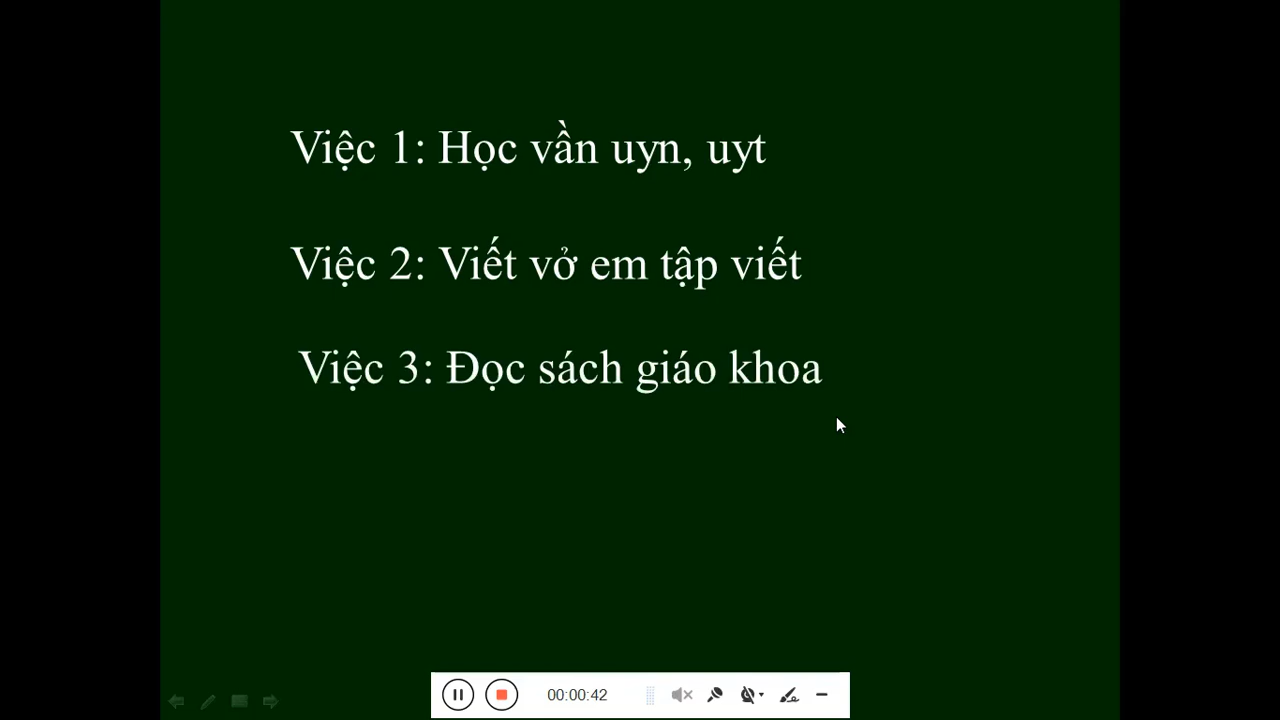 Việc 1: Học vần uyn, uyt
Việc 2: Viết vở em tập viết
Việc 3: Đọc sách giáo khoa
00:00:42